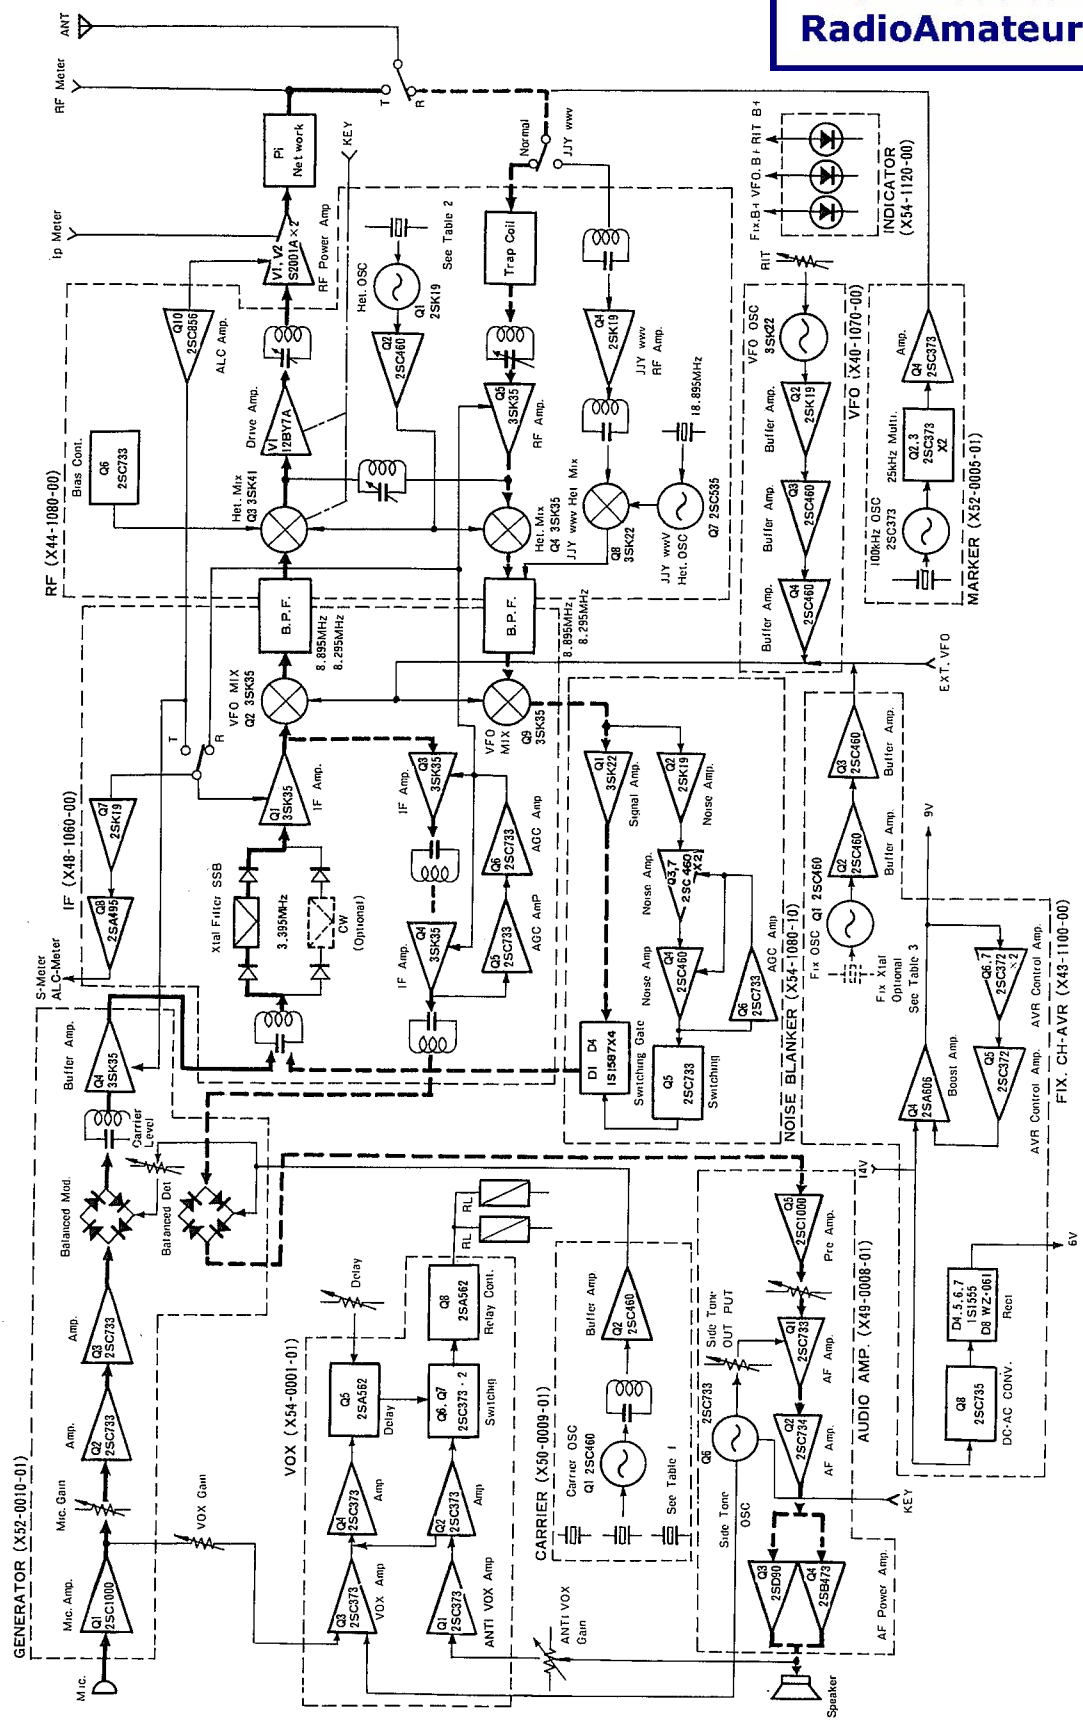 RadioAmateur
ANT
RF Meter
Ip Meter
T
R
Pi
Net work
KEY
Normal
JJY wwv
V1, V2
S2001A × 2
RF Power Amp
Q10
2SC856
ALC Amp.
Het. OSC
Q1
2SK19
See Table 2
Q2
2SC460
Trap Coil
Q4
2SK19
JJY wwv
RF Amp.
Drive Amp.
V1
12BY7A
Q5
3SK35
RF Amp.
18.895MHz
Bias Cont.
Q6
2SC733
RF (X44-1080-00)
Het. Mix
Q3 3SK41
Het. Mix
Q4 3SK35
JJY wwv Het Mix
Q8
3SK22
JJY wwV
Het. OSC
Q7 2SC535
B.P.F.
8.895MHz
8.295MHz
B.P.F.
8.895MHz
8.295MHz
Fix.B+
VFO. B+
RIT B+
INDICATOR
(X54-1120-00)
RIT
VFO OSC
3SK22
Buffer Amp.
Q2
2SK19
Buffer Amp.
Q3
2SC460
Buffer Amp.
Q4
2SC460
VFO (X40-1070-00)
EXT. VFO
Amp.
Q4
2SC373
25kHz Multi.
Q2,3
2SC373
X2
100kHz OSC
2SC373
MARKER (X52-0005-01)
IF (X48-1060-00)
T
R
VFO MIX
Q2 3SK35
VFO
MIX
Q9
3SK35
Q7
2SK19
Q8
2SA495
S-Meter
ALC-Meter
Q1
3SK35
IF Amp.
Xtal Filter SSB
3.395MHz
CW
(Optional)
Q3
3SK35
IF Amp.
Q4
3SK35
IF Amp.
Q6
2SC733
AGC Amp
Q5
2SC733
AGC AmP
Q1
3SK22
Signal Amp.
Q2
2SK19
Noise Amp.
Noise Amp.
Q3,7
2SC 460
X2
Noise Amp
Q4
2SC460
Q6
2SC733
AGC Amp
D1 D4
1S1587X4
Switching Gate
Q5
2SC733
Switching
NOISE BLANKER (X54-1080-10)
Q3
2SC460
Buffer Amp.
Q2
2SC460
Buffer Amp.
Fix OSC Q1 2SC460
Fix Xtal
Optional
See Table 3
9V
Q4
2SA606
Boost Amp.
Q6,7
2SC372
× 2
AVR Control Amp.
Q5
2SC372
AVR Control Amp.
FIX. CH-AVR (X43-1100-00)
14V
6V
D4, 5, 6, 7
1S1555
D8 WZ-061
Rect
Q8
2SC735
DC-AC CONV.
GENERATOR (X52-0010-01)
Buffer Amp.
Q4
3SK35
Carrier
Level
Balanced Mod.
Balanced Det
Amp.
Q3
2SC733
Amp.
Q2
2SC733
Mic. Gain
VOX Gain
Mic. Amp.
Q1
2SC1000
Mic.
VOX (X54-0001-01)
RL
RL
Delay
Q8
2SA562
Relay Cont.
Q5
2SA562
Delay
Q6, Q7
2SC373 · 2
Switching
Q4
2SC373
Amp
Q2
2SC373
Amp
Q3
2SC373
VOX Amp
Q1
2SC373
ANTI VOX Amp
ANTI VOX
Gain
CARRIER (X50-0009-01)
Buffer Amp.
Q2
2SC460
Carrier OSC
Q1 2SC460
See Table 1
AUDIO AMP. (X49-0008-01)
Q5
2SC1000
Pre Amp.
Side Tone
OUT PUT
Q1
2SC733
AF Amp.
2SC733
Q6
Side Tone
OSC
Q2
2SC734
AF Amp.
KEY
Q3
2SD90
Q4
2SB473
AF Power Amp.
Speaker